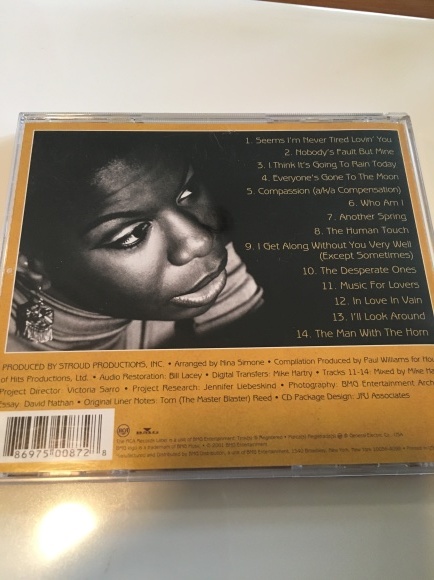 1. Seems I'm Never Tired Lovin' You
2. Nobody's Fault But Mine
3. I Think It's Going To Rain Today
4. Everyone's Gone To The Moon
5. Compassion (a/k/a Compensation)
6. Who Am I
7. Another Spring
8. The Human Touch
9. I Get Along Without You Very Well
(Except Sometimes)
10. The Desperate Ones
11. Music For Lovers
12. In Love In Vain
13. I'll Look Around
14. The Man With The Horn
PRODUCED BY STROUD PRODUCTIONS, INC. • Arranged by Nina Simone • Compilation Produced by Paul Williams for Hou
of Hits Productions, Ltd. • Audio Restoration: Bill Lacey • Digital Transfers: Mike Hartry • Tracks 11-14: Mixed by Mike Ha
Project Director: Victoria Sarro • Project Research: Jennifer Liebeskind • Photography: BMG Entertainment Arch
Essay: David Nathan • Original Liner Notes: Tom (The Master Blaster) Reed • CD Package Design: JMJ Associates
86975 00872 8
RCA